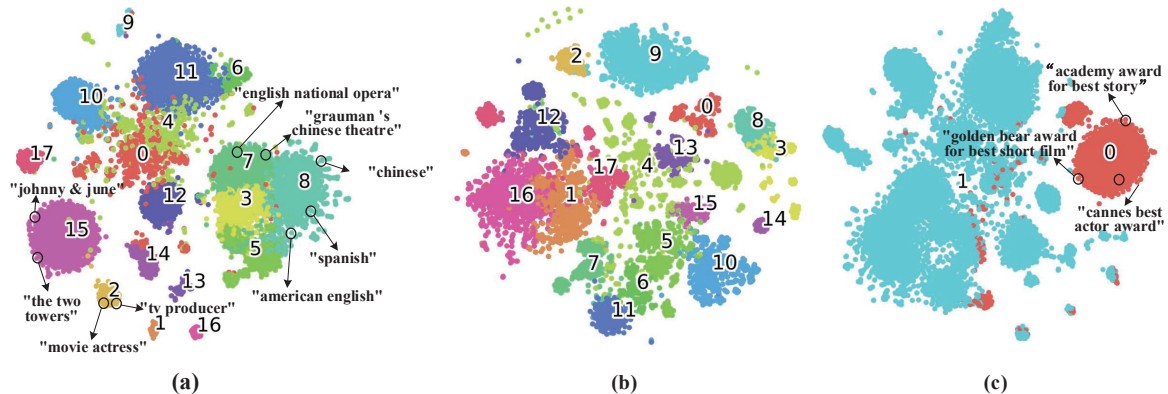 9
11
6
10
"english national opera"
4
"grauman 's
chinese theatre"
17
0
7
"chinese"
8
"johnny & june"
12
3
15
14
5
"spanish"
13
"american english"
"the two
towers"
2
"tv producer"
1
16
"movie actress"
(a)
2
9
12
0
8
13
3
4
17
16
1
15
14
5
7
10
6
11
(b)
“academy award
for best story”
"golden bear award
for best short film"
0
1
"cannes best
actor award"
(c)